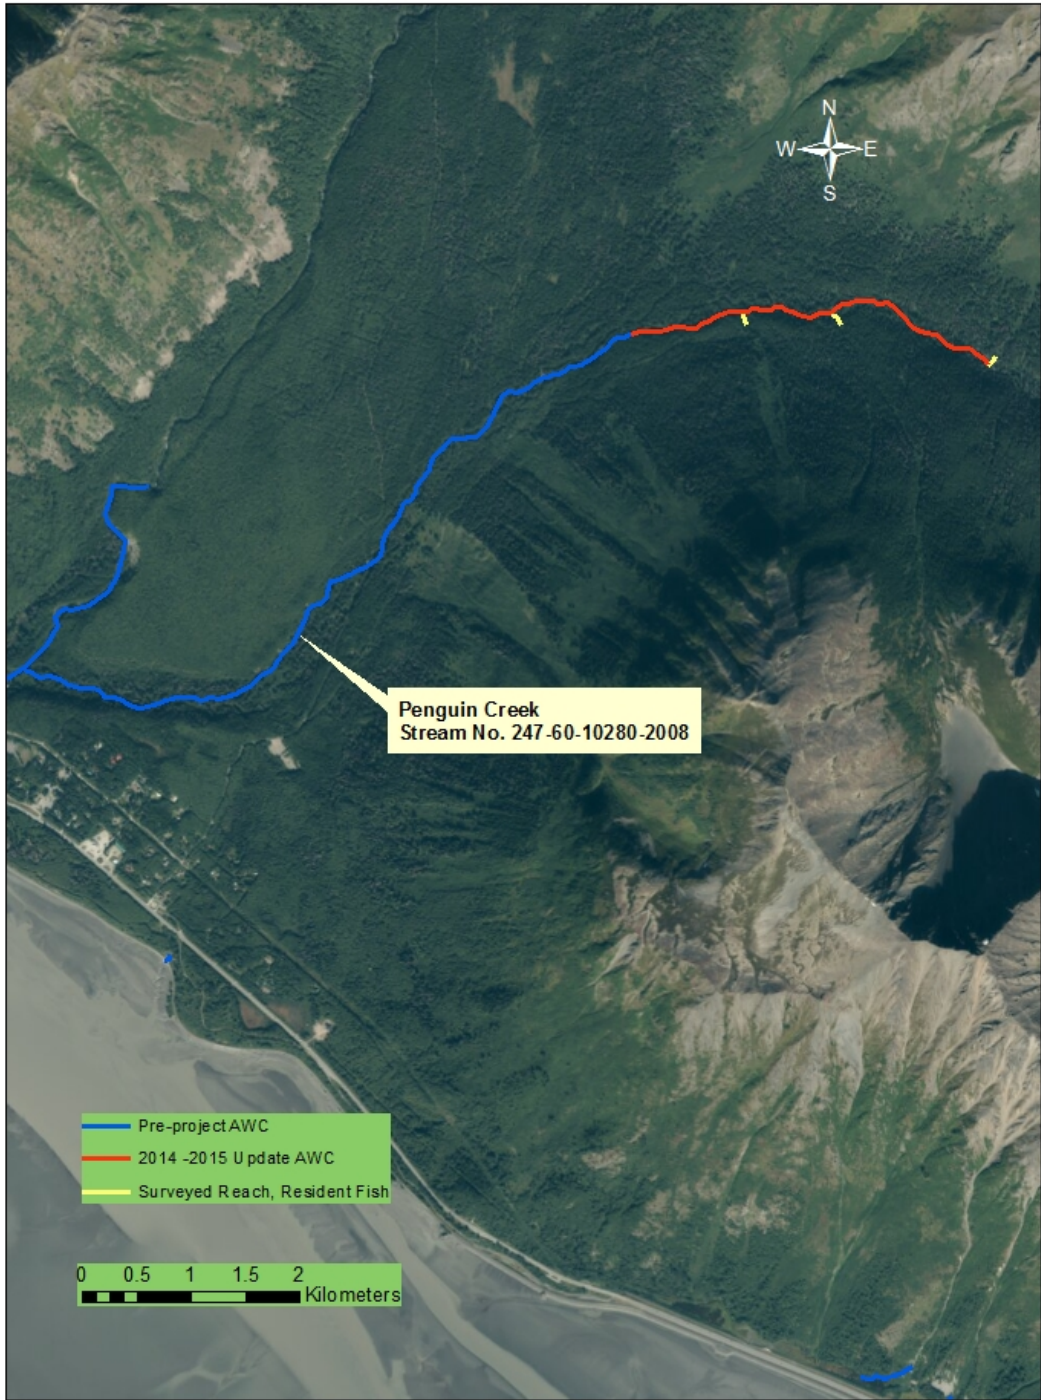 N
W E
S
Penguin Creek
Stream No. 247-60-10280-2008
Pre-project AWC
2014 -2015 Update AWC
Surveyed Reach, Resident Fish
0 0.5 1 1.5 2
Kilometers